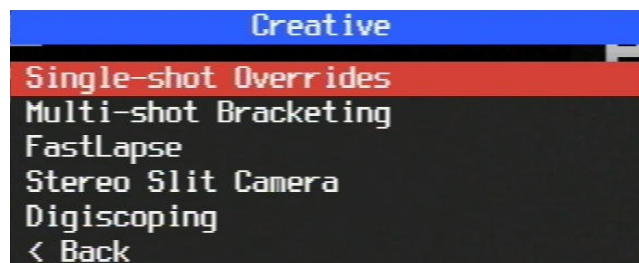 Creative
Single-shot Overrides
Multi-shot Bracketing
FastLapse
Stereo Slit Camera
Digiscoping
< Back